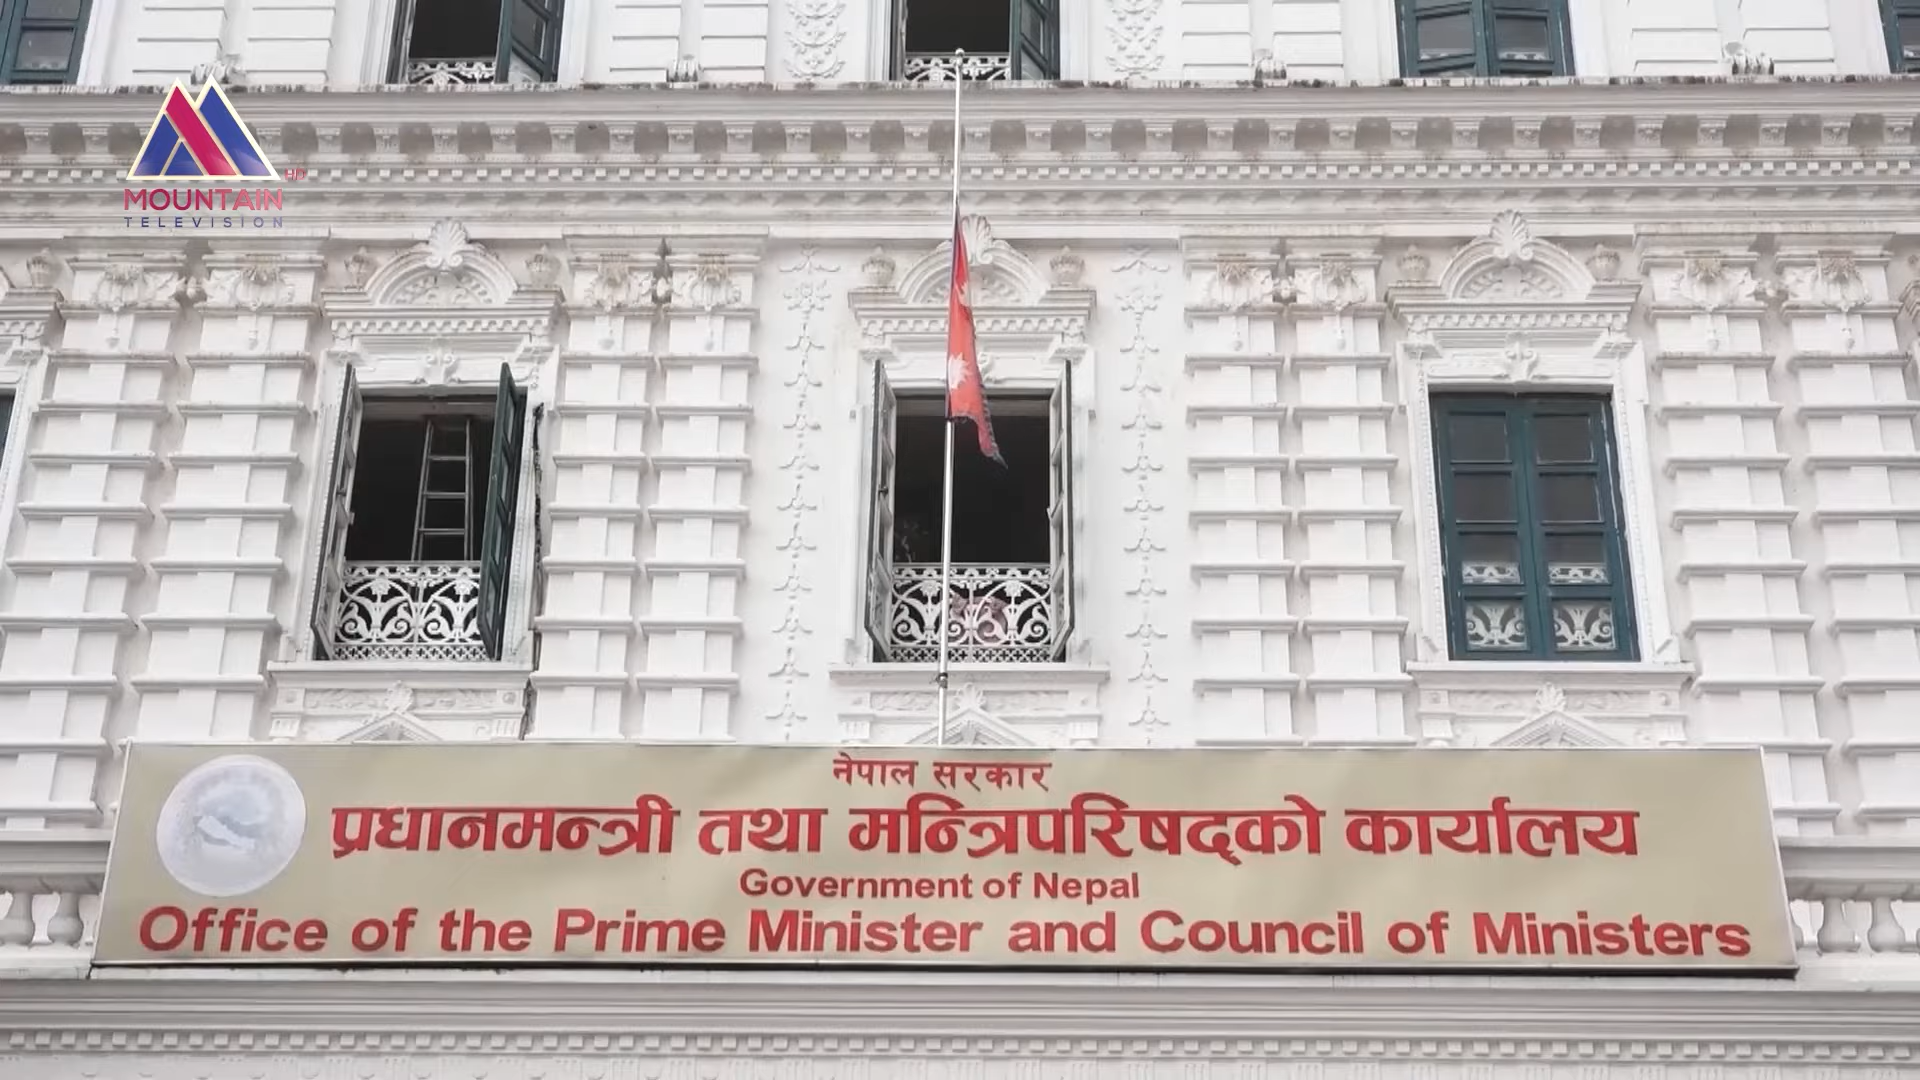 MOUNTAIN HD
TELEVISION
नेपाल सरकार
प्रधानमन्त्री तथा मन्त्रिपरिषद्को कार्यालय
Government of Nepal
Office of the Prime Minister and Council of Ministers